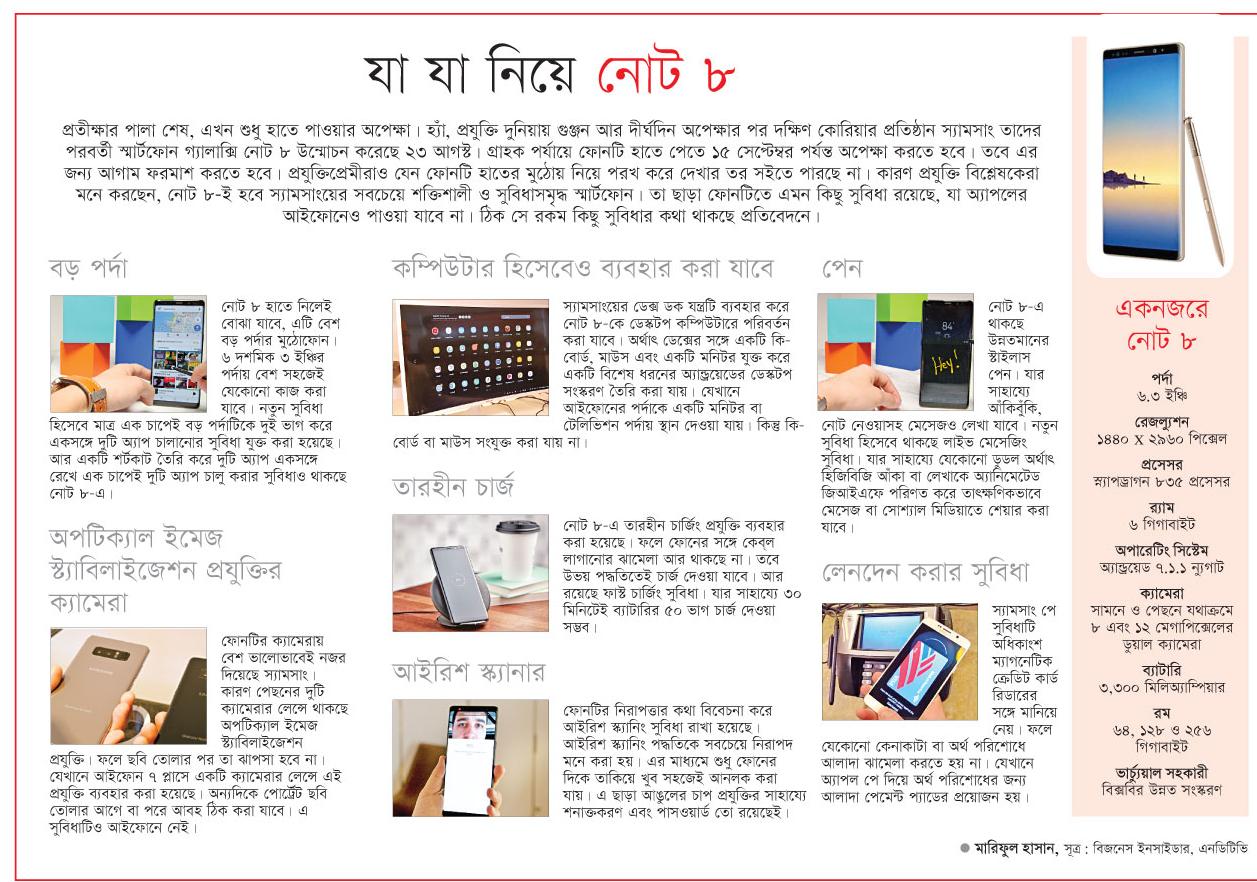 যা যা নিয়ে নোট ৮
প্রতীক্ষার পালা শেষ, এখন শুধু হাতে পাওয়ার অপেক্ষা। হ্যাঁ, প্রযুক্তি দুনিয়ায় গুঞ্জন আর দীর্ঘদিন অপেক্ষার পর দক্ষিণ কোরিয়ার প্রতিষ্ঠান স্যামসাং তাদের
পরবর্তী স্মার্টফোন গ্যালাক্সি নোট ৮ উন্মোচন করেছে ২৩ আগস্ট। গ্রাহক পর্যায়ে ফোনটি হাতে পেতে ১৫ সেপ্টেম্বর পর্যন্ত অপেক্ষা করতে হবে। তবে এর
জন্য আগাম ফরমাশ করতে হবে। প্রযুক্তিপ্রেমীরাও যেন ফোনটি হাতের মুঠোয় নিয়ে পরখ করে দেখার তর সইতে পারছে না। কারণ প্রযুক্তি বিশ্লেষকেরা
মনে করছেন, নোট ৮-ই হবে স্যামসাংয়ের সবচেয়ে শক্তিশালী ও সুবিধাসমৃদ্ধ স্মার্টফোন। তা ছাড়া ফোনটিতে এমন কিছু সুবিধা রয়েছে, যা অ্যাপলের
আইফোনেও পাওয়া যাবে না। ঠিক সে রকম কিছু সুবিধার কথা থাকছে প্রতিবেদনে।
বড় পর্দা
নোট ৮ হাতে নিলেই
বোঝা যাবে, এটি বেশ
বড় পর্দার মুঠোফোন।
৬ দশমিক ৩ ইঞ্চির
পর্দায় বেশ সহজেই
যেকোনো কাজ করা
যাবে। নতুন সুবিধা
হিসেবে মাত্র এক চাপেই বড় পর্দাটিকে দুই ভাগ করে
একসঙ্গে দুটি অ্যাপ চালানোর সুবিধা যুক্ত করা হয়েছে।
আর একটি শর্টকাট তৈরি করে দুটি অ্যাপ একসঙ্গে
রেখে এক চাপেই দুটি অ্যাপ চালু করার সুবিধাও থাকছে
নোট ৮-এ।
অপটিক্যাল ইমেজ
স্ট্যাবিলাইজেশন প্রযুক্তির
ক্যামেরা
ফোনটির ক্যামেরায়
বেশ ভালোভাবেই নজর
দিয়েছে স্যামসাং।
কারণ পেছনের দুটি
ক্যামেরার লেন্সে থাকছে
অপটিক্যাল ইমেজ
স্ট্যাবিলাইজেশন
প্রযুক্তি। ফলে ছবি তোলার পর তা ঝাপসা হবে না।
যেখানে আইফোন ৭ প্লাসে একটি ক্যামেরার লেন্সে এই
প্রযুক্তি ব্যবহার করা হয়েছে। অন্যদিকে পোর্ট্রেট ছবি
তোলার আগে বা পরে আবহ ঠিক করা যাবে। এ
সুবিধাটিও আইফোনে নেই।
কম্পিউটার হিসেবেও ব্যবহার করা যাবে
স্যামসাংয়ের ডেক্স ডক যন্ত্রটি ব্যবহার করে
নোট ৮-কে ডেস্কটপ কম্পিউটারে পরিবর্তন
করা যাবে। অর্থাৎ ডেক্সের সঙ্গে একটি কি-
বোর্ড, মাউস এবং একটি মনিটর যুক্ত করে
একটি বিশেষ ধরনের অ্যান্ড্রয়েডের ডেস্কটপ
সংস্করণ তৈরি করা যায়। যেখানে
আইফোনের পর্দাকে একটি মনিটর বা
টেলিভিশন পর্দায় স্থান দেওয়া যায়। কিন্তু কি-
বোর্ড বা মাউস সংযুক্ত করা যায় না।
তারহীন চার্জ
নোট ৮-এ তারহীন চার্জিং প্রযুক্তি ব্যবহার
করা হয়েছে। ফলে ফোনের সঙ্গে কেব্‌ল
লাগানোর ঝামেলা আর থাকছে না। তবে
উভয় পদ্ধতিতেই চার্জ দেওয়া যাবে। আর
রয়েছে ফাস্ট চার্জিং সুবিধা। যার সাহায্যে ৩০
মিনিটেই ব্যাটারির ৫০ ভাগ চার্জ দেওয়া
সম্ভব।
আইরিশ স্ক্যানার
ফোনটির নিরাপত্তার কথা বিবেচনা করে
আইরিশ স্ক্যানিং সুবিধা রাখা হয়েছে।
আইরিশ স্ক্যানিং পদ্ধতিকে সবচেয়ে নিরাপদ
মনে করা হয়। এর মাধ্যমে শুধু ফোনের
দিকে তাকিয়ে খুব সহজেই আনলক করা
যায়। এ ছাড়া আঙুলের চাপ প্রযুক্তির সাহায্যে
শনাক্তকরণ এবং পাসওয়ার্ড তো রয়েছেই।
পেন
84°
Hey!
নোট ৮-এ
থাকছে
উন্নতমানের
স্টাইলাস
পেন। যার
সাহায্যে
আঁকিবুঁকি,
নোট নেওয়াসহ মেসেজও লেখা যাবে। নতুন
সুবিধা হিসেবে থাকছে লাইভ মেসেজিং
সুবিধা। যার সাহায্যে যেকোনো ডুডল অর্থাৎ
হিজিবিজি আঁকা বা লেখাকে অ্যানিমেটেড
জিআইএফে পরিণত করে তাৎক্ষণিকভাবে
মেসেজ বা সোশ্যাল মিডিয়াতে শেয়ার করা
যাবে।
লেনদেন করার সুবিধা
স্যামসাং পে
সুবিধাটি
অধিকাংশ
ম্যাগনেটিক
ক্রেডিট কার্ড
রিডারের
সঙ্গে মানিয়ে
নেয়। ফলে
যেকোনো কেনাকাটা বা অর্থ পরিশোধে
আলাদা ঝামেলা করতে হয় না। যেখানে
অ্যাপল পে দিয়ে অর্থ পরিশোধের জন্য
আলাদা পেমেন্ট প্যাডের প্রয়োজন হয়।
একনজরে
নোট ৮
পর্দা
৬.৩ ইঞ্চি
রেজল্যুশন
১৪৪০ X ২৯৬০ পিক্সেল
প্রসেসর
স্ন্যাপড্রাগন ৮৩৫ প্রসেসর
র‍্যাম
৬ গিগাবাইট
অপারেটিং সিস্টেম
অ্যান্ড্রয়েড ৭.১.১ ন্যুগাট
ক্যামেরা
সামনে ও পেছনে যথাক্রমে
৮ এবং ১২ মেগাপিক্সেলের
ডুয়াল ক্যামেরা
ব্যাটারি
৩,৩০০ মিলিঅ্যাম্পিয়ার
রম
৬৪, ১২৮ ও ২৫৬
গিগাবাইট
ভার্চ্যুয়াল সহকারী
বিক্সবির উন্নত সংস্করণ
● মারিফুল হাসান, সূত্র : বিজনেস ইনসাইডার, এনডিটিভি